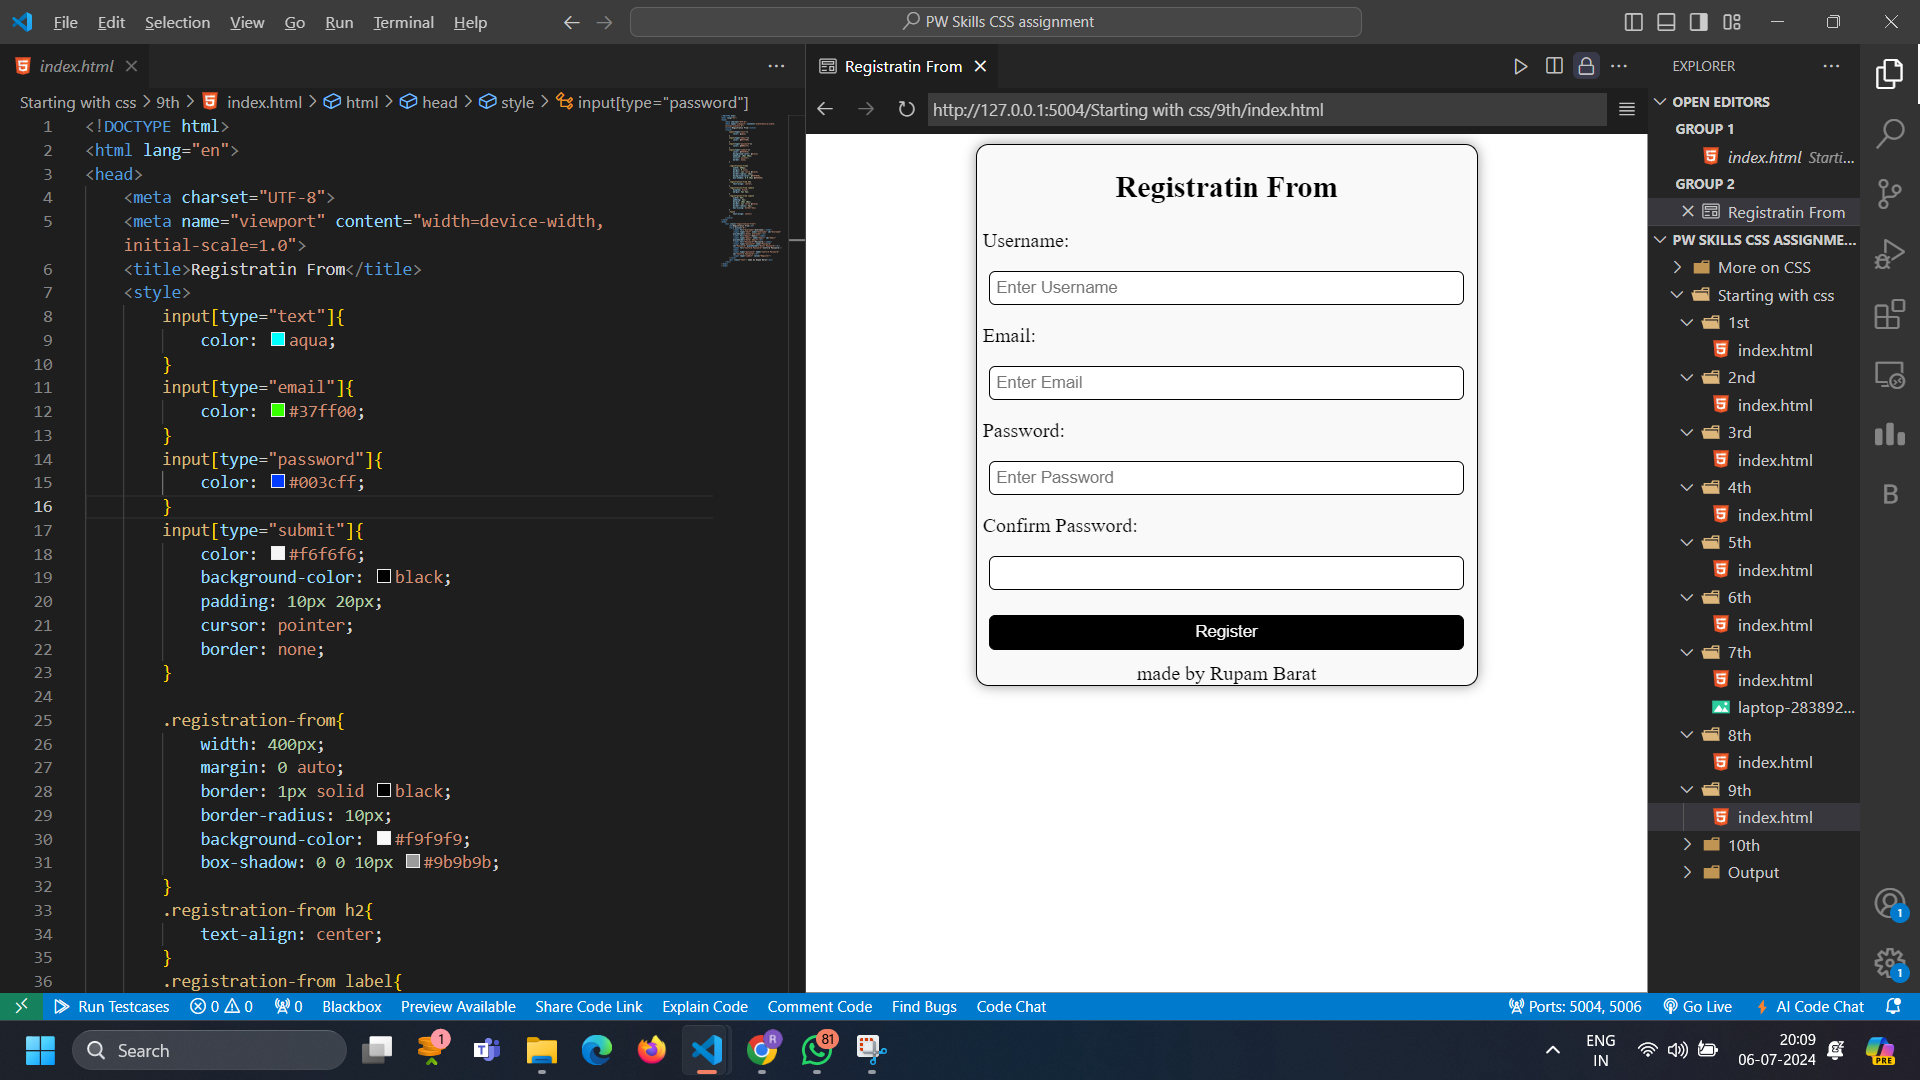 File Edit Selection View Go Run Terminal Help
PW Skills CSS assignment
index.html
Starting with css > 9th > index.html > html > head > style > input[type="password"]
1 <!DOCTYPE html>
2 <html lang="en">
3 <head>
4 <meta charset="UTF-8">
5 <meta name="viewport" content="width=device-width,
initial-scale=1.0">
6 <title>Registratin From</title>
7 <style>
8 input[type="text"]{
9 color: aqua;
10 }
11 input[type="email"]{
12 color: #37ff00;
13 }
14 input[type="password"]{
15 color: #003cff;
16 }
17 input[type="submit"]{
18 color: #f6f6f6;
19 background-color: black;
20 padding: 10px 20px;
21 cursor: pointer;
22 border: none;
23 }
24
25 .registration-from{
26 width: 400px;
27 margin: 0 auto;
28 border: 1px solid black;
29 border-radius: 10px;
30 background-color: #f9f9f9;
31 box-shadow: 0 0 10px #9b9b9b;
32 }
33 .registration-from h2{
34 text-align: center;
35 }
36 .registration-from label{
Registratin From
http://127.0.0.1:5004/Starting with css/9th/index.html
Registratin From
Username:
Enter Username
Email:
Enter Email
Password:
Enter Password
Confirm Password:
Register
made by Rupam Barat
EXPLORER
OPEN EDITORS
GROUP 1
index.html Starti...
GROUP 2
Registratin From
PW SKILLS CSS ASSIGNME...
More on CSS
Starting with css
1st
index.html
2nd
index.html
3rd
index.html
4th
index.html
5th
index.html
6th
index.html
7th
index.html
laptop-283892...
8th
index.html
9th
index.html
10th
Output
B
1
1
Run Testcases 0 0 0 Blackbox Preview Available Share Code Link Explain Code Comment Code Find Bugs Code Chat Ports: 5004, 5006 Go Live AI Code Chat
Search
1
R
81
ENG
IN
20:09
06-07-2024
PRE